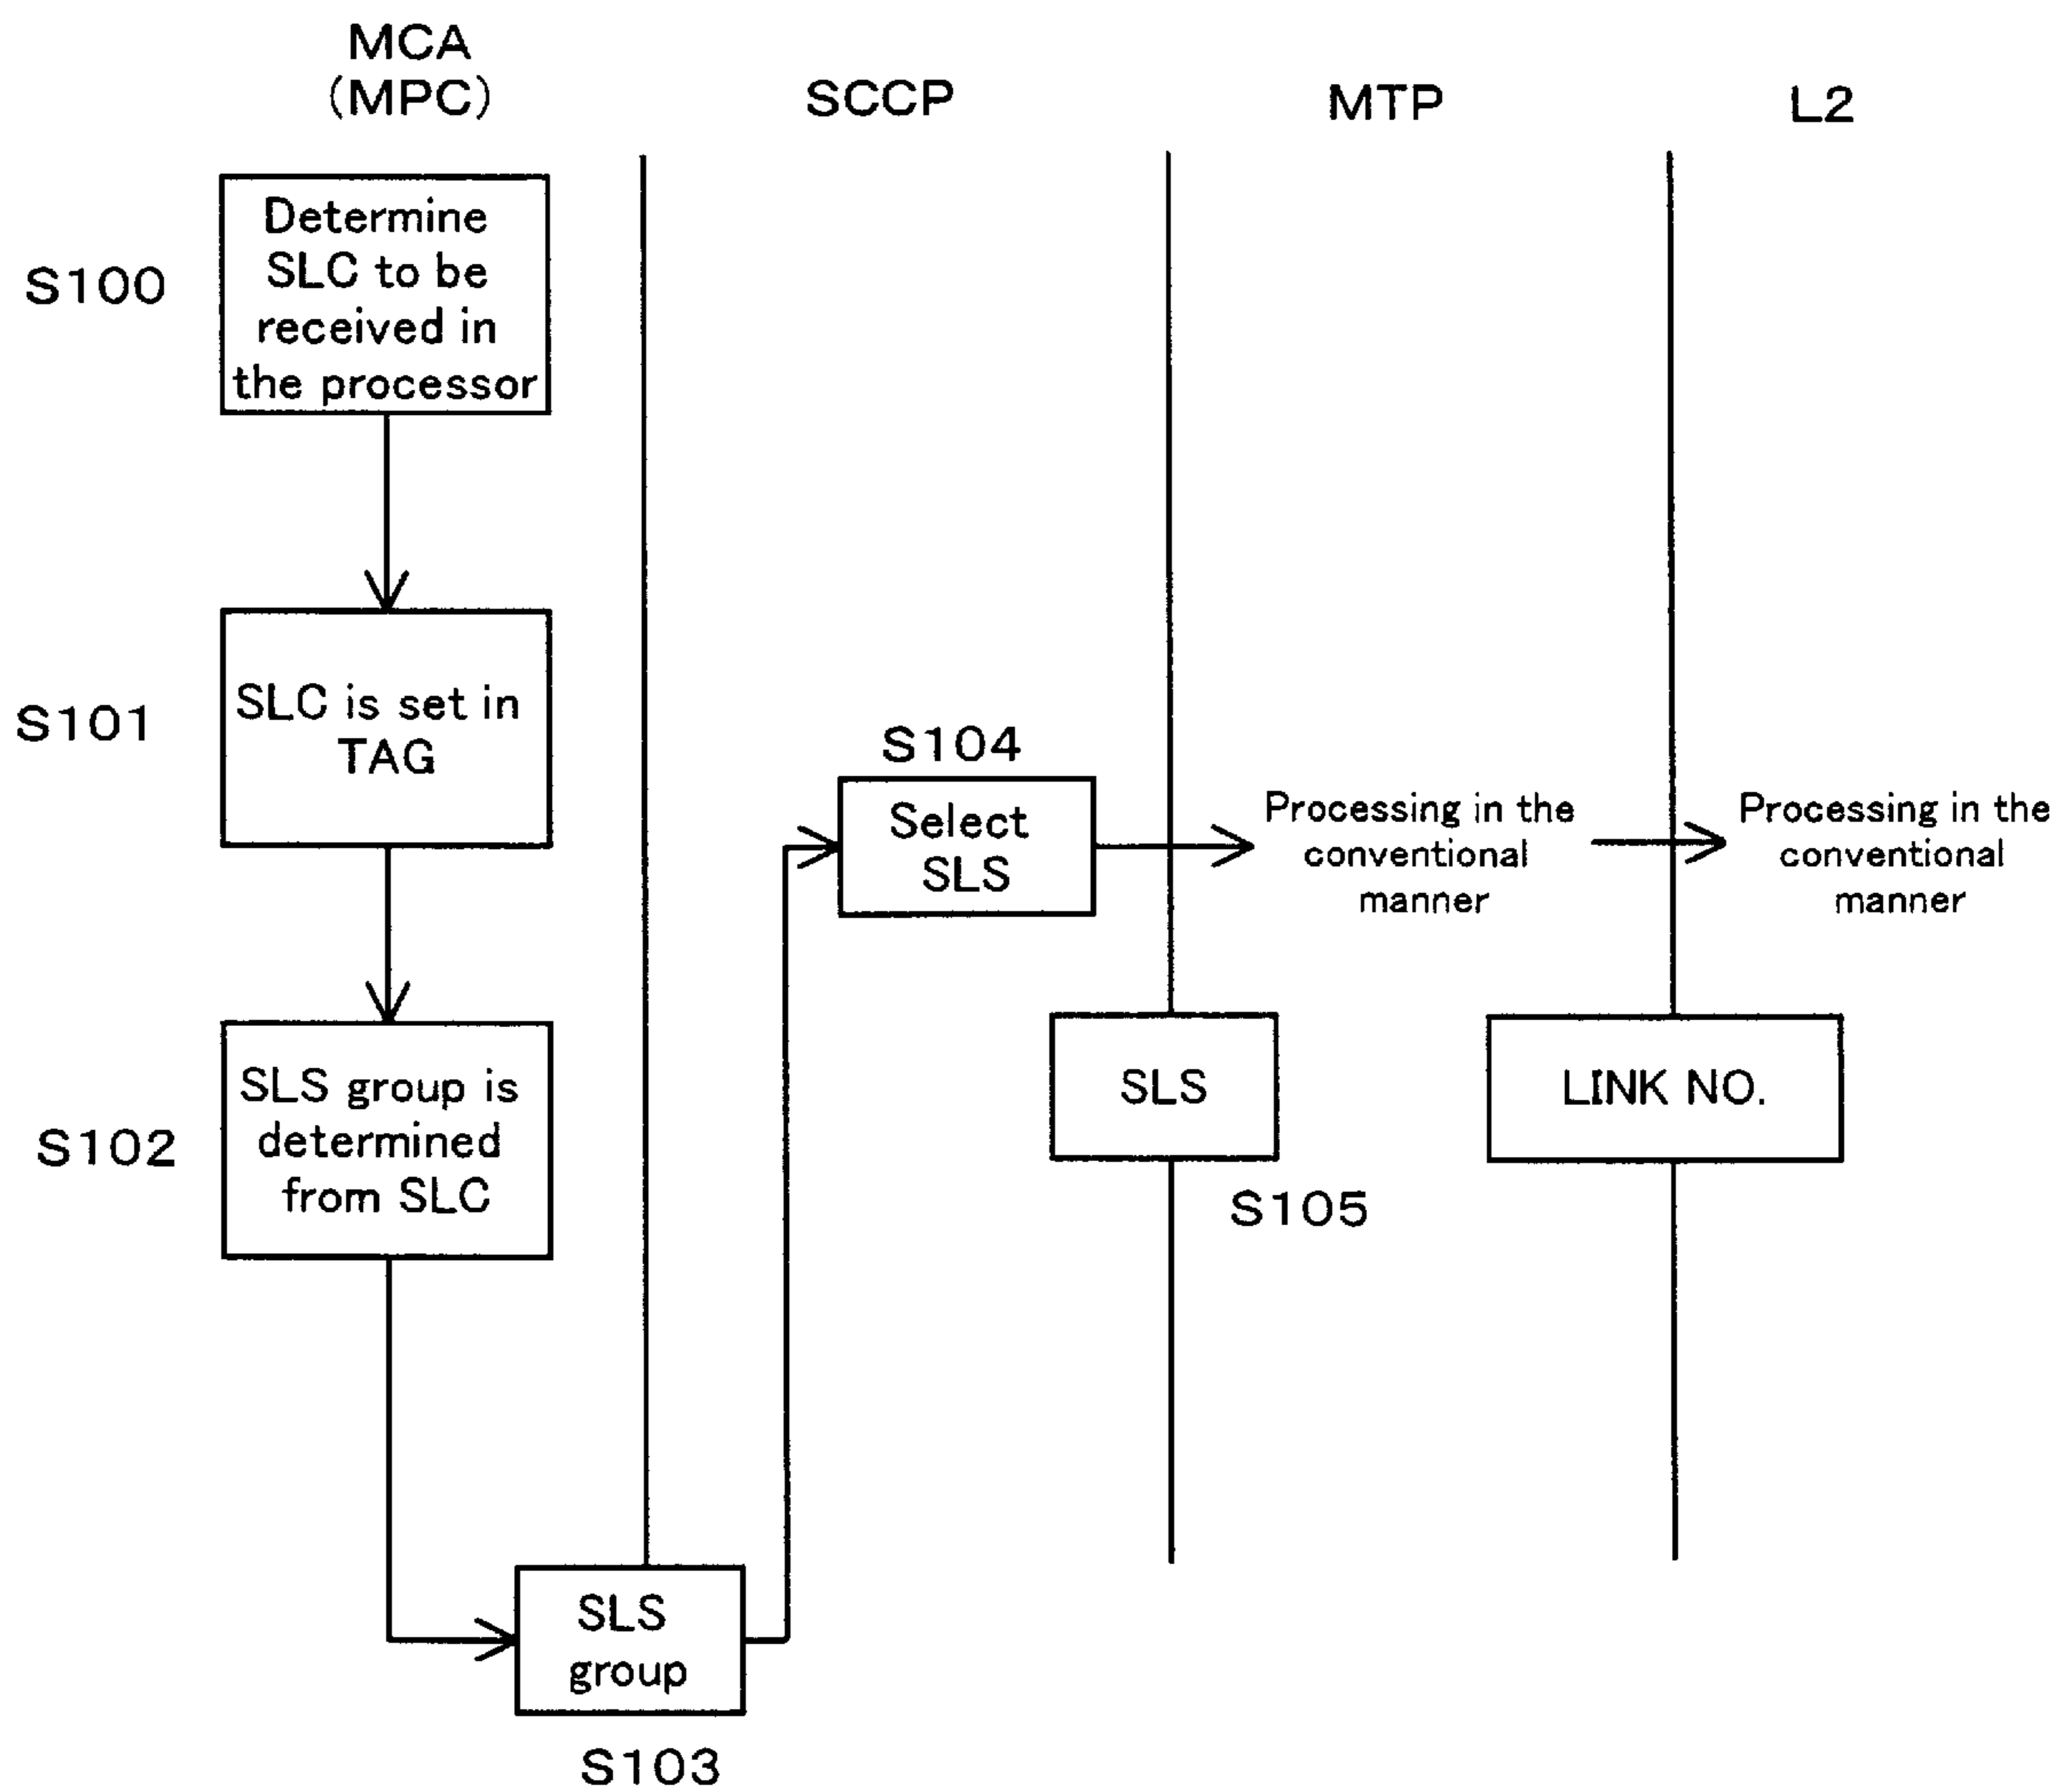 MCA
(MPC)
SCCP
MTP
L2
S100
Determine
SLC to be
received in
the processor
S101
SLC is set in
TAG
S104
Select
SLS
Processing in the
conventional
manner
Processing in the
conventional
manner
S102
SLS group is
determined
from SLC
SLS
S105
LINK NO.
SLS
group
S103